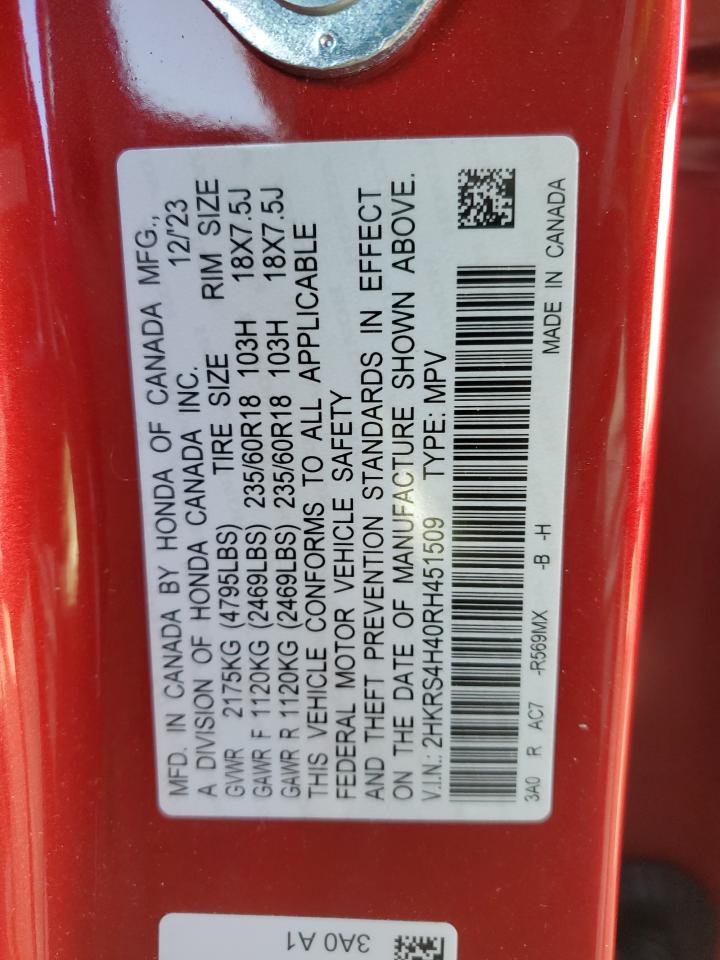 MFD. IN CANADA BY HONDA OF CANADA MFG.,
A DIVISION OF HONDA CANADA INC. 12/'23
GVWR 2175KG (4795LBS) TIRE SIZE RIM SIZE
GAWR F 1120KG (2469LBS) 235/60R18 103H 18X7.5J
GAWR R 1120KG (2469LBS) 235/60R18 103H 18X7.5J
THIS VEHICLE CONFORMS TO ALL APPLICABLE
FEDERAL MOTOR VEHICLE SAFETY
AND THEFT PREVENTION STANDARDS IN EFFECT
ON THE DATE OF MANUFACTURE SHOWN ABOVE.
V.I.N.: 2HKRS4H40RH451509 TYPE: MPV
3A0 R AC7 -R569MX -B -H MADE IN CANADA
3A0 A1